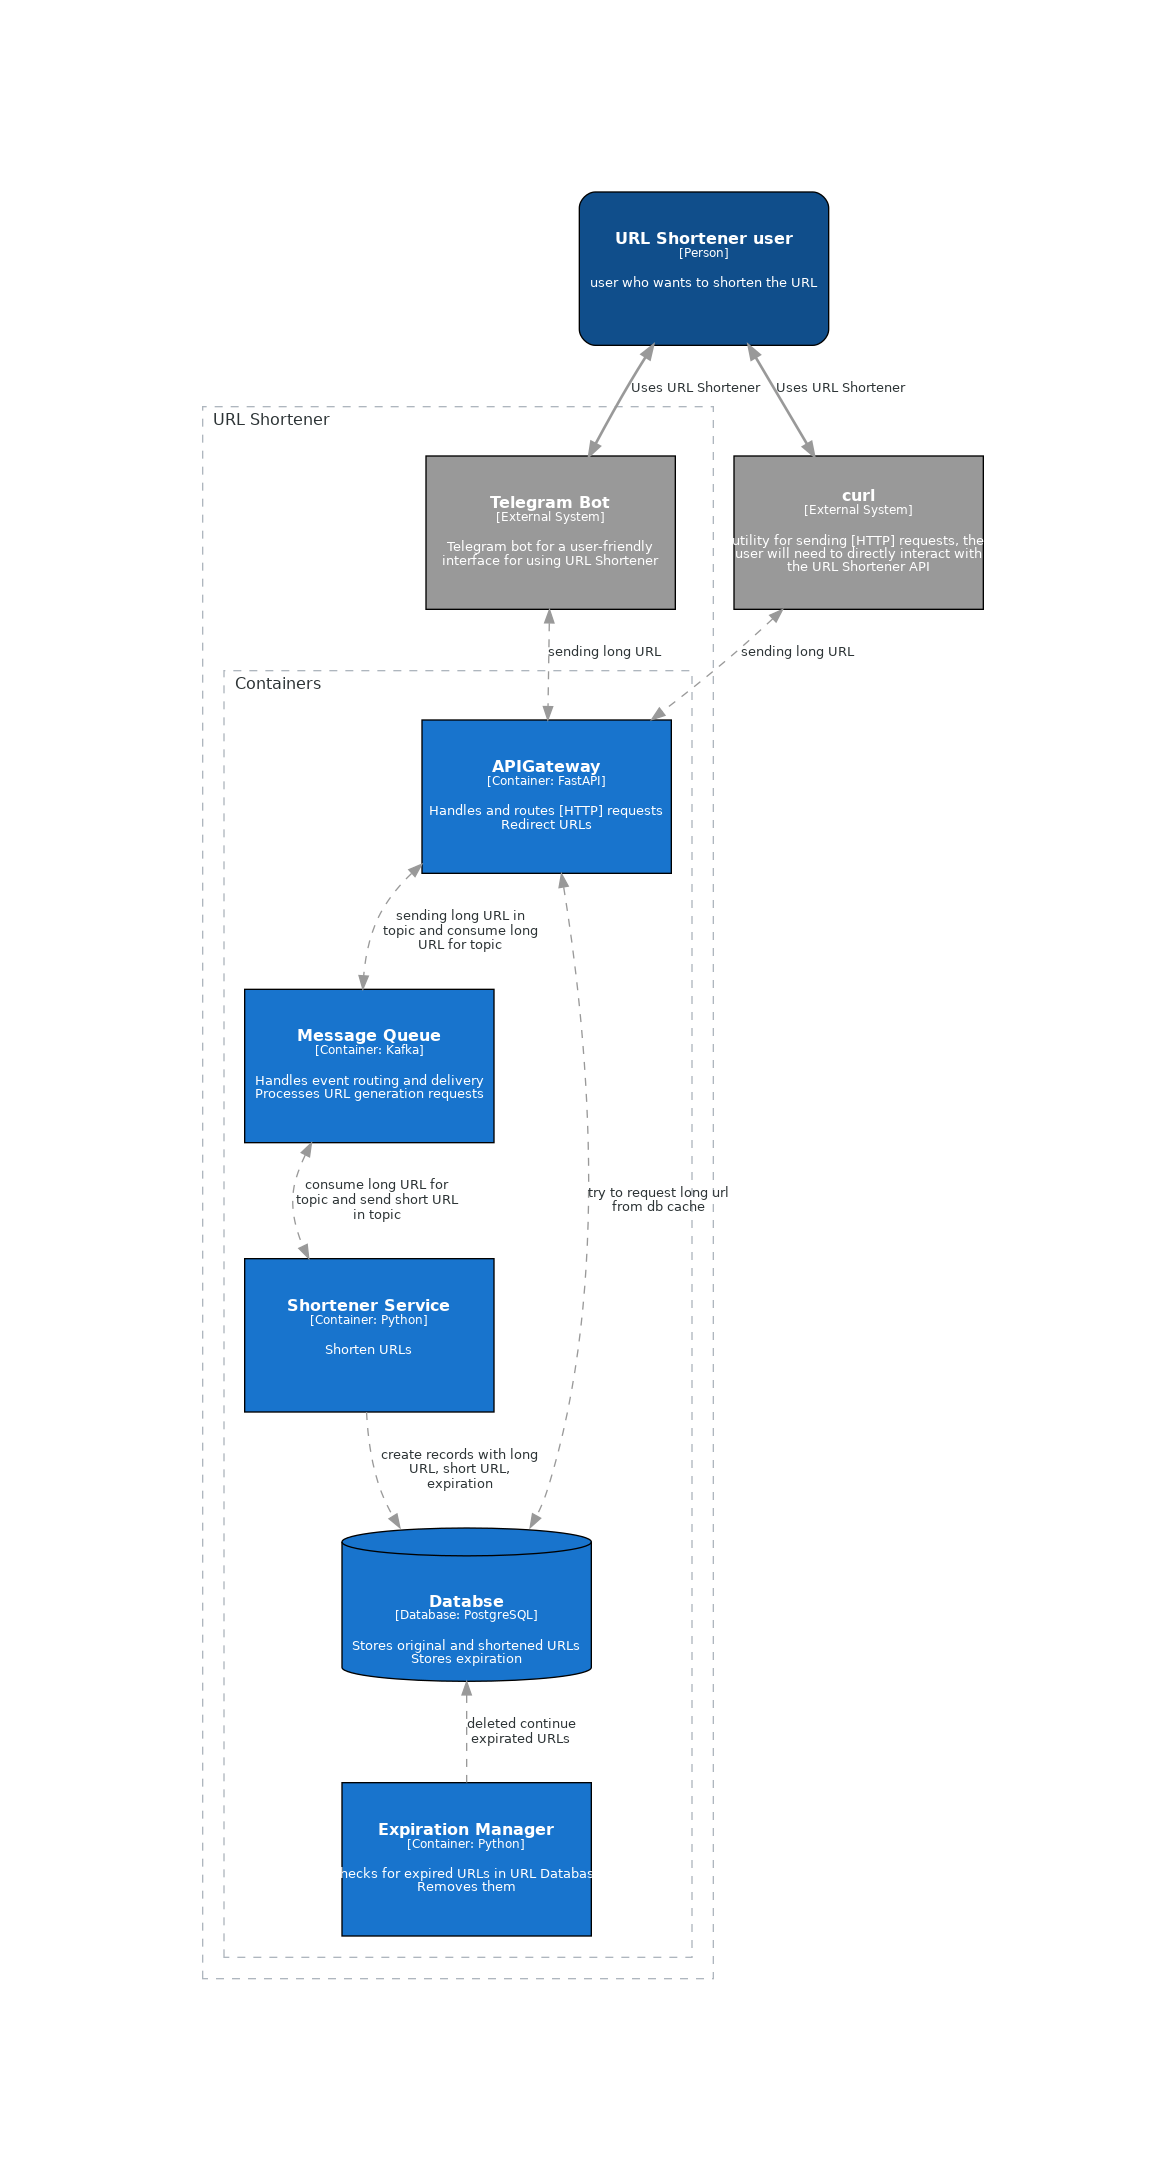 URL Shortener user
[Person]
user who wants to shorten the URL
Uses URL Shortener
Uses URL Shortener
URL Shortener
Telegram Bot
[External System]
Telegram bot for a user-friendly
interface for using URL Shortener
curl
[External System]
utility for sending [HTTP] requests, the
user will need to directly interact with
the URL Shortener API
sending long URL
sending long URL
Containers
APIGateway
[Container: FastAPI]
Handles and routes [HTTP] requests
Redirect URLs
sending long URL in
topic and consume long
URL for topic
Message Queue
[Container: Kafka]
Handles event routing and delivery
Processes URL generation requests
consume long URL for
topic and send short URL
in topic
try to request long url
from db cache
Shortener Service
[Container: Python]
Shorten URLs
create records with long
URL, short URL,
expiration
Databse
[Database: PostgreSQL]
Stores original and shortened URLs
Stores expiration
deleted continue
expirated URLs
Expiration Manager
[Container: Python]
hecks for expired URLs in URL Databas
Removes them